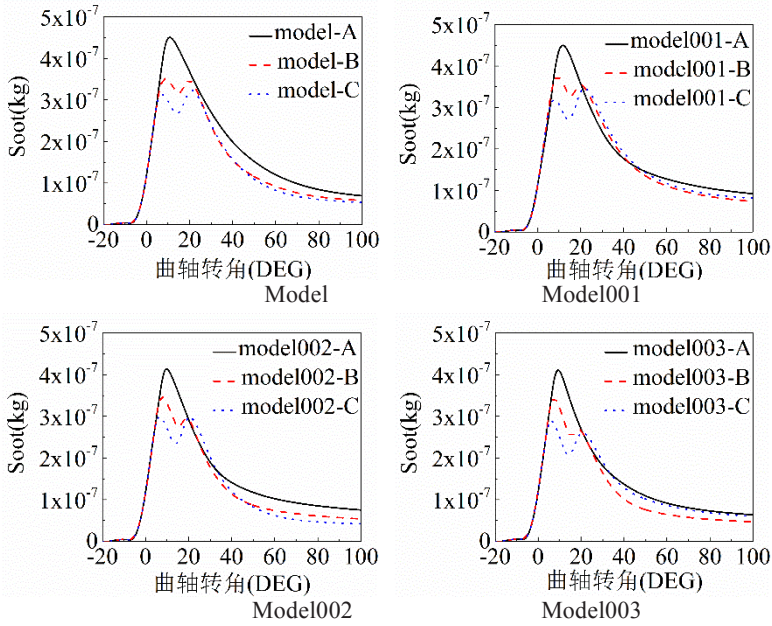 5x10-7
4x10-7
3x10-7
2x10-7
1x10-7
0
Soot(kg)
model-A
model-B
model-C
-20 0 20 40 60 80 100
曲轴转角(DEG)
Model
5x10-7
4x10-7
3x10-7
2x10-7
1x10-7
0
Soot(kg)
model001-A
model001-B
model001-C
-20 0 20 40 60 80 100
曲轴转角(DEG)
Model001
5x10-7
4x10-7
3x10-7
2x10-7
1x10-7
0
Soot(kg)
model002-A
model002-B
model002-C
-20 0 20 40 60 80 100
曲轴转角(DEG)
Model002
5x10-7
4x10-7
3x10-7
2x10-7
1x10-7
0
Soot(kg)
model003-A
model003-B
model003-C
-20 0 20 40 60 80 100
曲轴转角(DEG)
Model003